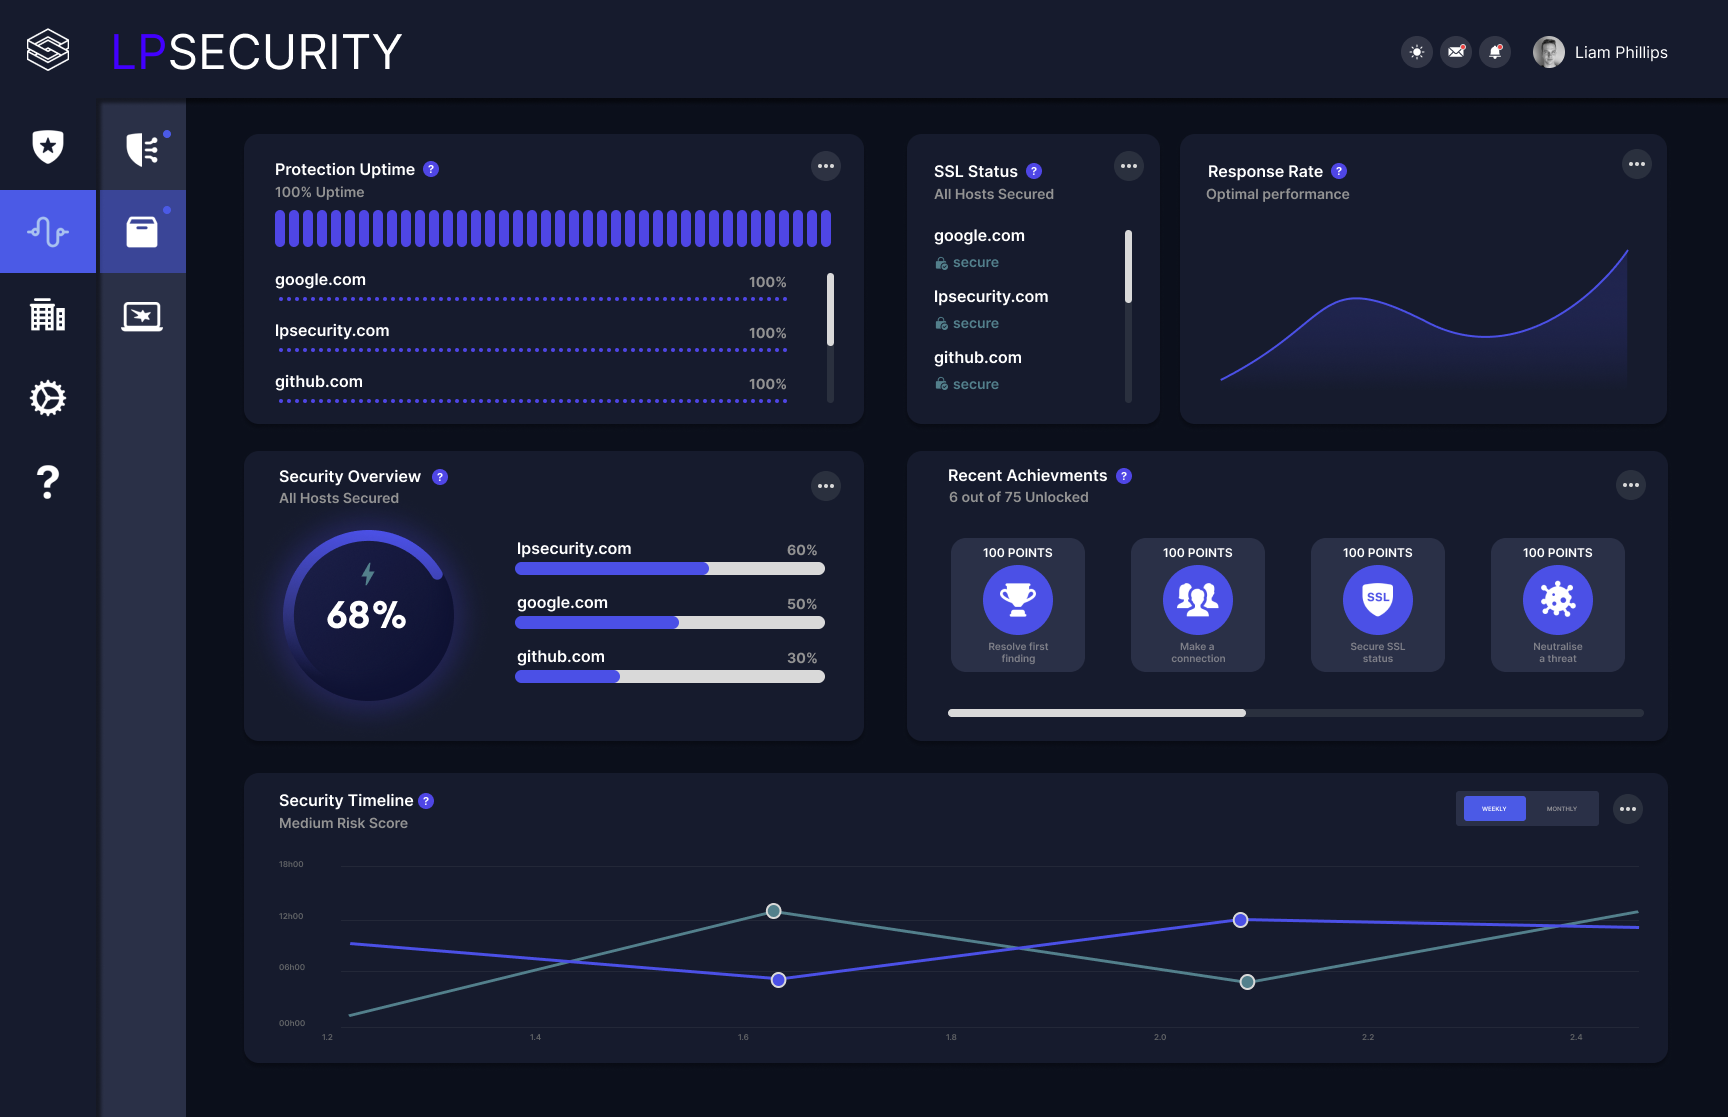 LPSECURITY
Liam Phillips
Protection Uptime ?
100% Uptime
google.com 100%
lpsecurity.com 100%
github.com 100%
SSL Status ?
All Hosts Secured
google.com
secure
lpsecurity.com
secure
github.com
secure
Response Rate ?
Optimal performance
Security Overview ?
All Hosts Secured
68%
lpsecurity.com 60%
google.com 50%
github.com 30%
Recent Achievments ?
6 out of 75 Unlocked
100 POINTS
Resolve first
finding
100 POINTS
Make a
connection
100 POINTS
SSL
Secure SSL
status
100 POINTS
Neutralise
a threat
Security Timeline ?
Medium Risk Score
WEEKLY MONTHLY
18h00
12h00
06h00
00h00
1.2 1.4 1.6 1.8 2.0 2.2 2.4